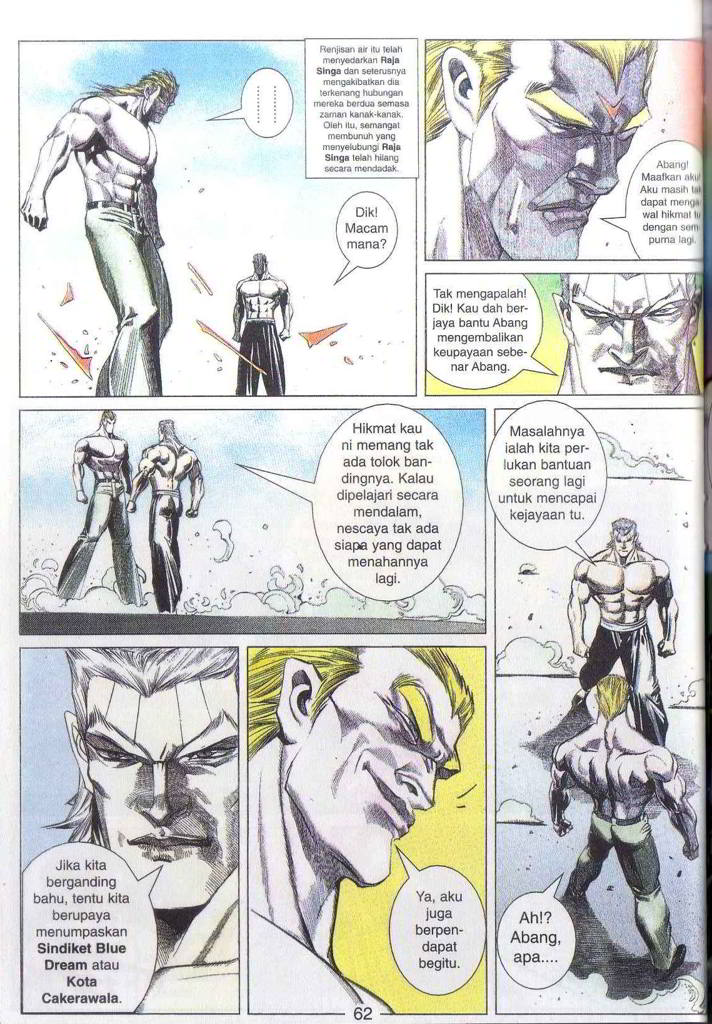 Renjisan air itu telah
menyedarkan Raja
Singa dan seterusnya
mengakibatkan dia
terkenang hubungan
mereka berdua semasa
zaman kanak-kanak.
Oleh itu, semangat
membunuh yang
menyelubungi Raja
Singa telah hilang
secara mendadak.
Dik!
Macam
mana?
Abang!
Maafkan aku!
Aku masih
dapat
wal hikmat
dengan sem
purna lagi.
Tak mengapalah!
Dik! Kau dah ber-
jaya bantu Abang
mengembalikan
keupayaan sebe-
nar Abang.
Hikmat kau
ni memang tak
ada tolok ban-
dingnya. Kalau
dipelajari secara
mendalam,
nescaya tak ada
siapa yang dapat
menahannya
lagi.
Masalahnya
ialah kita per-
lukan bantuan
seorang lagi
untuk mencapai
kejayaan tu.
Ah!?
Abang,
apa....
Jika kita
berganding
bahu, tentu kita
berupaya
menumpaskan
Sindiket Blue
Dream atau
Kota
Cakerawala.
Ya, aku
juga
berpen-
dapat
begitu.
62